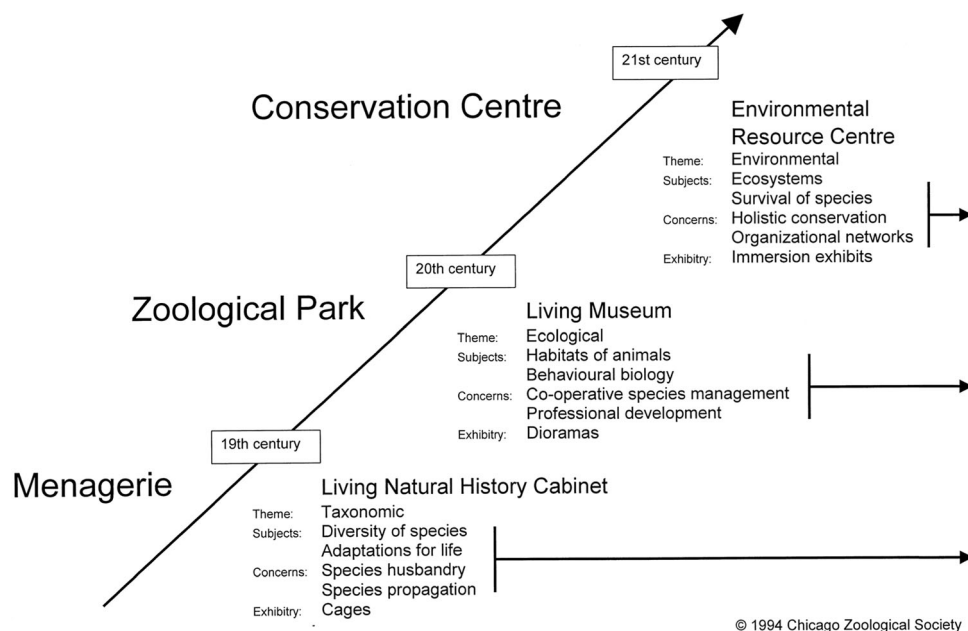 21st century
Conservation Centre
Environmental
Resource Centre
Theme: Environmental
Subjects: Ecosystems
Survival of species
Concerns: Holistic conservation
Organizational networks
Exhibitry: Immersion exhibits
20th century
Zoological Park
Living Museum
Theme: Ecological
Subjects: Habitats of animals
Behavioural biology
Concerns: Co-operative species management
Professional development
Exhibitry: Dioramas
19th century
Menagerie
Living Natural History Cabinet
Theme: Taxonomic
Subjects: Diversity of species
Adaptations for life
Concerns: Species husbandry
Species propagation
Exhibitry: Cages
© 1994 Chicago Zoological Society